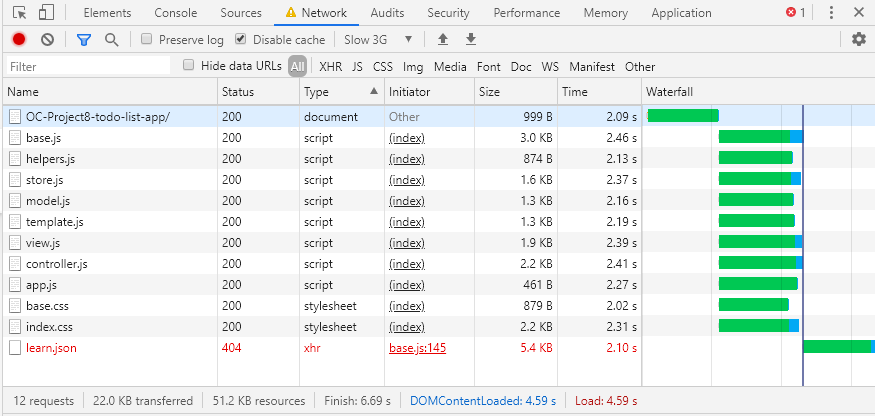 Elements Console Sources Network Audits Security Performance Memory Application 1
Preserve log Disable cache Slow 3G
Filter Hide data URLs All XHR JS CSS Img Media Font Doc WS Manifest Other
Name Status Type Initiator Size Time Waterfall
OC-Project8-todo-list-app/ 200 document Other 999 B 2.09 s
base.js 200 script (index) 3.0 KB 2.46 s
helpers.js 200 script (index) 874 B 2.13 s
store.js 200 script (index) 1.6 KB 2.37 s
model.js 200 script (index) 1.3 KB 2.16 s
template.js 200 script (index) 1.3 KB 2.19 s
view.js 200 script (index) 1.9 KB 2.39 s
controller.js 200 script (index) 2.2 KB 2.41 s
app.js 200 script (index) 461 B 2.27 s
base.css 200 stylesheet (index) 879 B 2.02 s
index.css 200 stylesheet (index) 2.2 KB 2.31 s
learn.json 404 xhr base.js:145 5.4 KB 2.10 s
12 requests 22.0 KB transferred 51.2 KB resources Finish: 6.69 s DOMContentLoaded: 4.59 s Load: 4.59 s